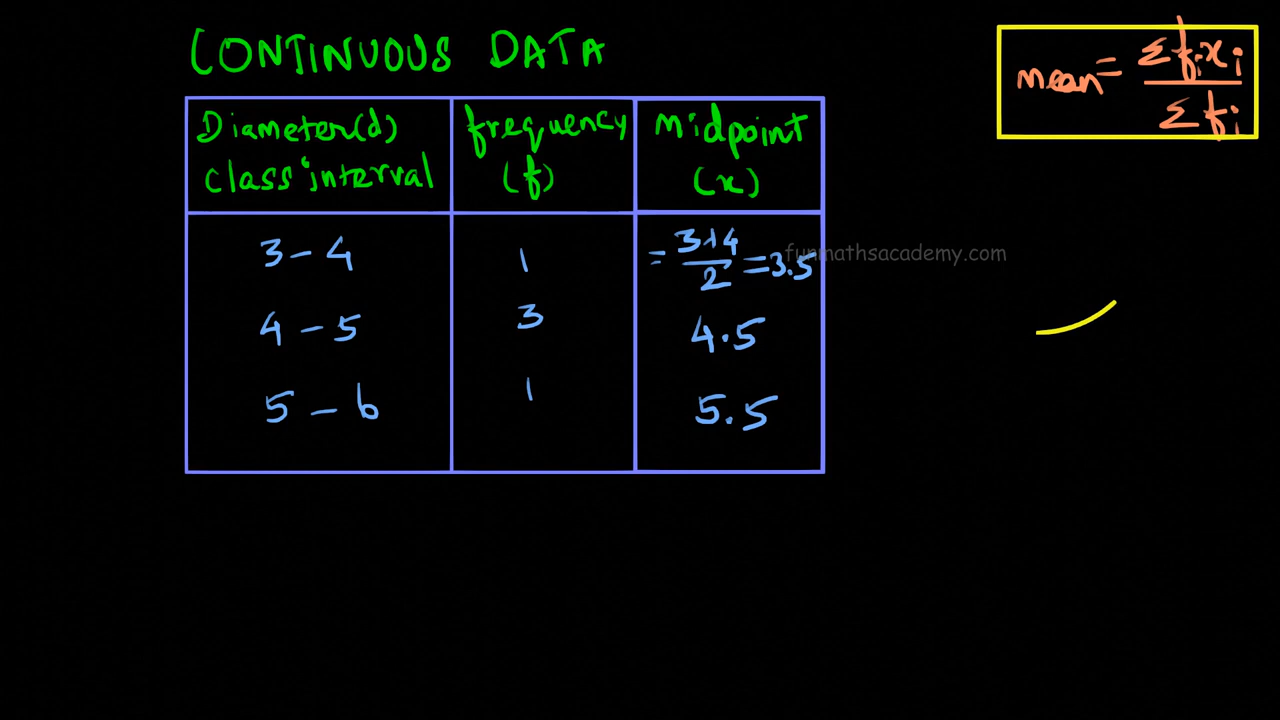 CONTINUOUS DATA
mean = Σfixi / Σfi
Diameter(d) class interval
frequency (f)
Midpoint (x)
3 - 4
1
= 3+4 / 2 = 3.5
funmathsacademy.com
4 - 5
3
4.5
5 - 6
1
5.5